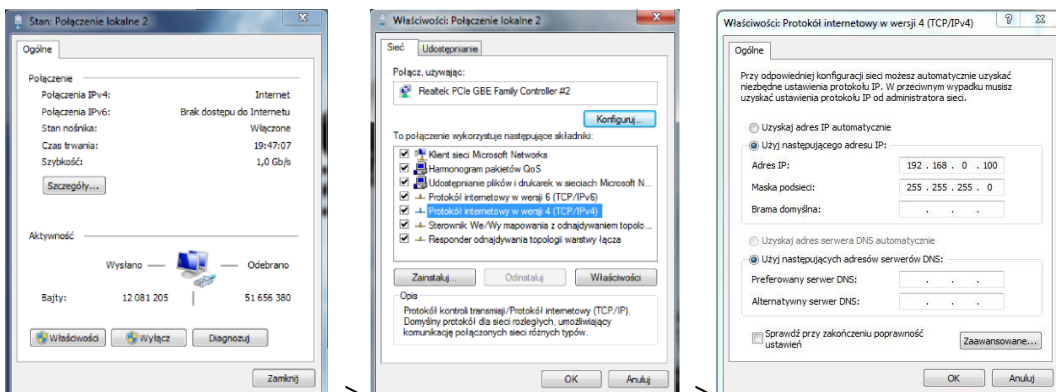 Stan: Połączenie lokalne 2
Ogólne
Połączenie
Połączenia IPv4: Internet
Połączenia IPv6: Brak dostępu do Internetu
Stan nośnika: Włączone
Czas trwania: 19:47:07
Szybkość: 1,0 Gb/s
Szczegóły...
Aktywność
Wysłano — — Odebrano
Bajty: 12 081 205 | 51 656 380
Właściwości Wyłącz Diagnozuj
Zamknij
>
Właściwości: Połączenie lokalne 2
Sieć Udostępnianie
Połącz, używając:
Realtek PCIe GBE Family Controller #2
Konfiguruj...
To połączenie wykorzystuje następujące składniki:
Klient sieci Microsoft Networks
Harmonogram pakietów QoS
Udostępnianie plików i drukarek w sieciach Microsoft N...
Protokół internetowy w wersji 6 (TCP/IPv6)
Protokół internetowy w wersji 4 (TCP/IPv4)
Sterownik We/Wy mapowania z odnajdywaniem topolo...
Responder odnajdywania topologii warstwy łącza
Zainstaluj... Odinstaluj Właściwości
Opis
Protokół kontroli transmisji/Protokół internetowy (TCP/IP).
Domyślny protokół dla sieci rozległych, umożliwiający
komunikację połączonych sieci różnych typów.
OK Anuluj
>
Właściwości: Protokół internetowy w wersji 4 (TCP/IPv4)
Ogólne
Przy odpowiedniej konfiguracji sieci możesz automatycznie uzyskać
niezbędne ustawienia protokołu IP. W przeciwnym wypadku musisz
uzyskać ustawienia protokołu IP od administratora sieci.
Uzyskaj adres IP automatycznie
Użyj następującego adresu IP:
Adres IP: 192 . 168 . 0 . 100
Maska podsieci: 255 . 255 . 255 . 0
Brama domyślna: . . .
Uzyskaj adres serwera DNS automatycznie
Użyj następujących adresów serwerów DNS:
Preferowany serwer DNS: . . .
Alternatywny serwer DNS: . . .
Sprawdź przy zakończeniu poprawność
ustawień
Zaawansowane...
OK Anuluj